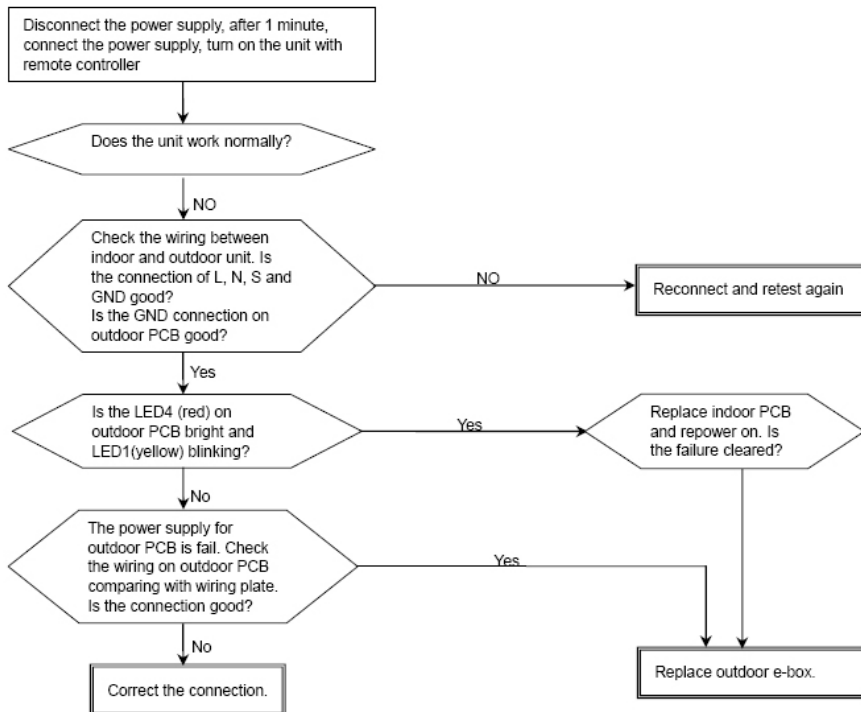 Disconnect the power supply, after 1 minute,
connect the power supply, turn on the unit with
remote controller
Does the unit work normally?
NO
Check the wiring between
indoor and outdoor unit. Is
the connection of L, N, S and
GND good?
Is the GND connection on
outdoor PCB good?
NO
Reconnect and retest again
Yes
Is the LED4 (red) on
outdoor PCB bright and
LED1(yellow) blinking?
Yes
Replace indoor PCB
and repower on. Is
the failure cleared?
No
The power supply for
outdoor PCB is fail. Check
the wiring on outdoor PCB
comparing with wiring plate.
Is the connection good?
Yes
No
Correct the connection.
Replace outdoor e-box.